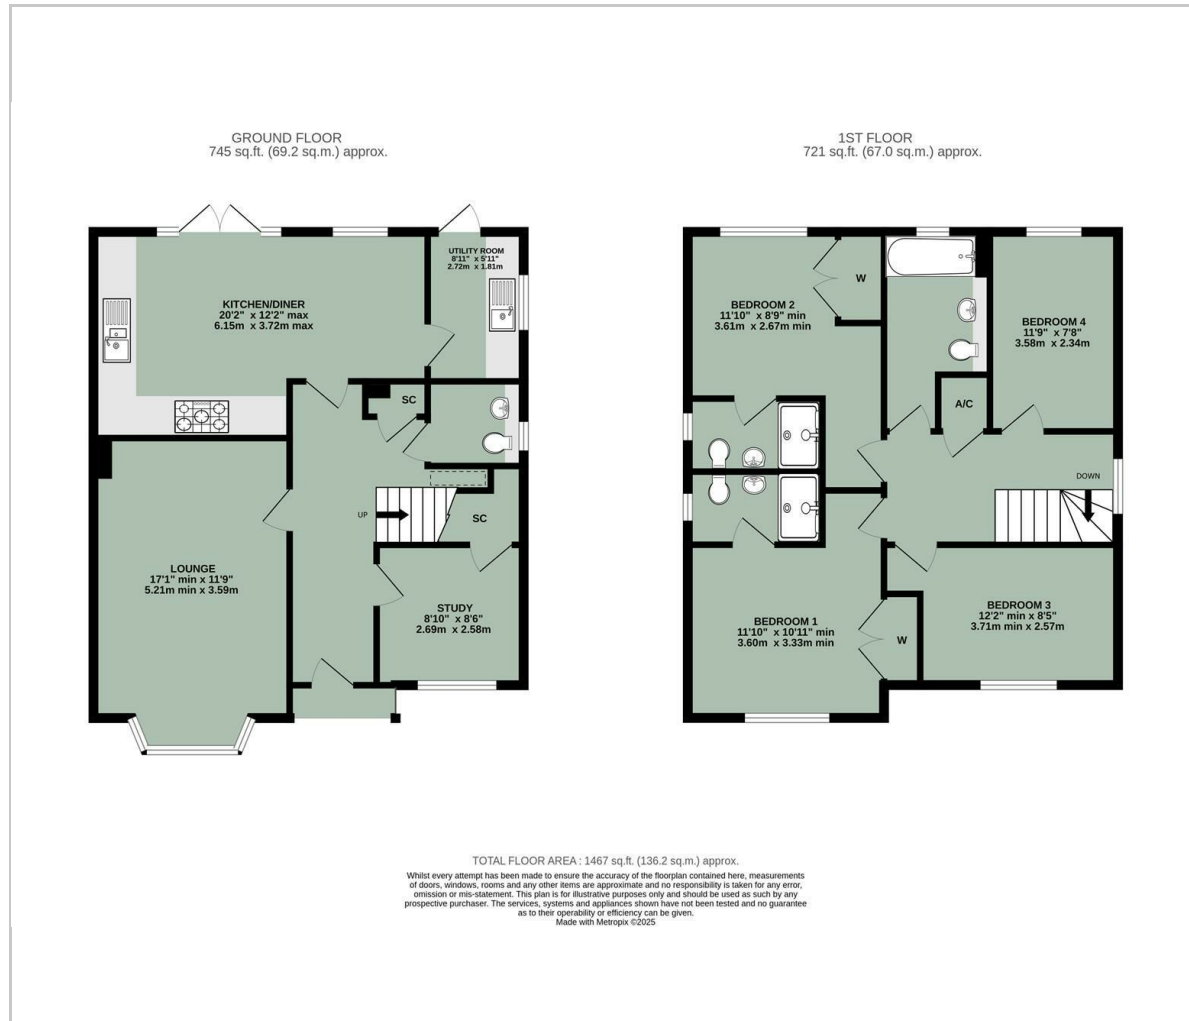 GROUND FLOOR
745 sq.ft. (69.2 sq.m.) approx.
UTILITY ROOM
8'11" x 5'11"
2.72m x 1.81m
KITCHEN/DINER
20'2" x 12'2" max
6.15m x 3.72m max
SC
UP
SC
LOUNGE
17'1" min x 11'9"
5.21m min x 3.59m
STUDY
8'10" x 8'6"
2.69m x 2.58m
1ST FLOOR
721 sq.ft. (67.0 sq.m.) approx.
W
BEDROOM 2
11'10" x 8'9" min
3.61m x 2.67m min
BEDROOM 4
11'9" x 7'8"
3.58m x 2.34m
A/C
DOWN
BEDROOM 3
12'2" min x 8'5"
3.71m min x 2.57m
BEDROOM 1
11'10" x 10'11" min
3.60m x 3.33m min
W
TOTAL FLOOR AREA : 1467 sq.ft. (136.2 sq.m.) approx.
Whilst every attempt has been made to ensure the accuracy of the floorplan contained here, measurements
of doors, windows, rooms and any other items are approximate and no responsibility is taken for any error,
omission or mis-statement. This plan is for illustrative purposes only and should be used as such by any
prospective purchaser. The services, systems and appliances shown have not been tested and no guarantee
as to their operability or efficiency can be given.
Made with Metropix ©2025